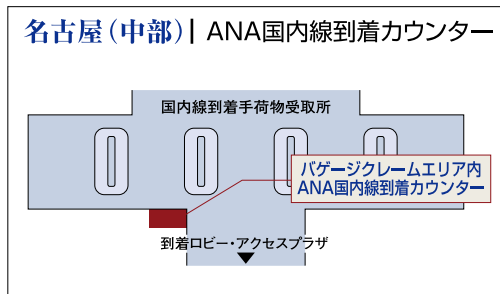 名古屋(中部)| ANA国内線到着カウンター
国内線到着手荷物受取所
バゲージクレームエリア内
ANA国内線到着カウンター
到着ロビー・アクセスプラザ